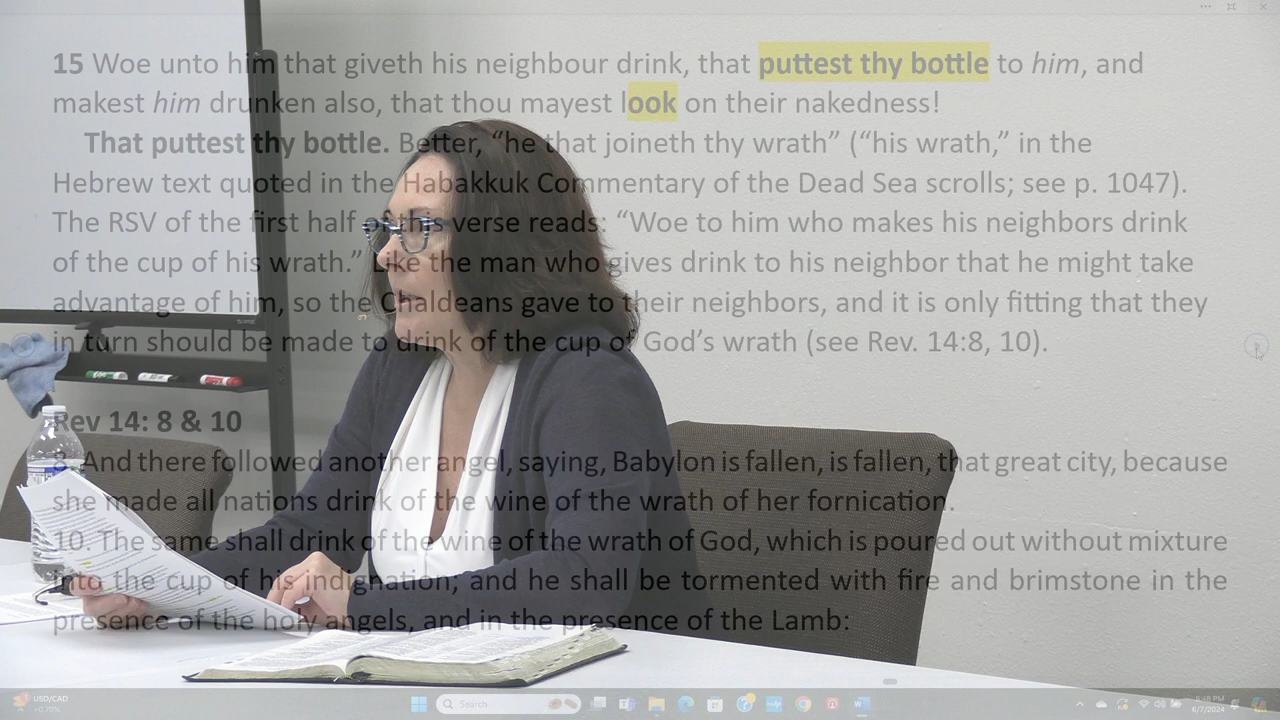 15 Woe unto him that giveth his neighbour drink, that puttest thy bottle to him, and
makest him drunken also, that thou mayest look on their nakedness!
That puttest thy bottle. Better, “he that joineth thy wrath” (“his wrath,” in the
Hebrew text quoted in the Habakkuk Commentary of the Dead Sea scrolls; see p. 1047).
The RSV of the first half of the verse reads: “Woe to him who makes his neighbors drink
of the cup of his wrath.” Like the man who gives drink to his neighbor that he might take
advantage of him, so the Chaldeans gave to their neighbors, and it is only fitting that they
in turn should be made to drink of the cup of God’s wrath (see Rev. 14:8, 10).
Rev 14: 8 & 10
8. And there followed another angel, saying, Babylon is fallen, is fallen, that great city, because
she made all nations drink of the wine of the wrath of her fornication.
10. The same shall drink of the wine of the wrath of God, which is poured out without mixture
into the cup of his indignation; and he shall be tormented with fire and brimstone in the
presence of the holy angels, and in the presence of the Lamb:
USD/CAD
+0.70%
Search
6/7/2024